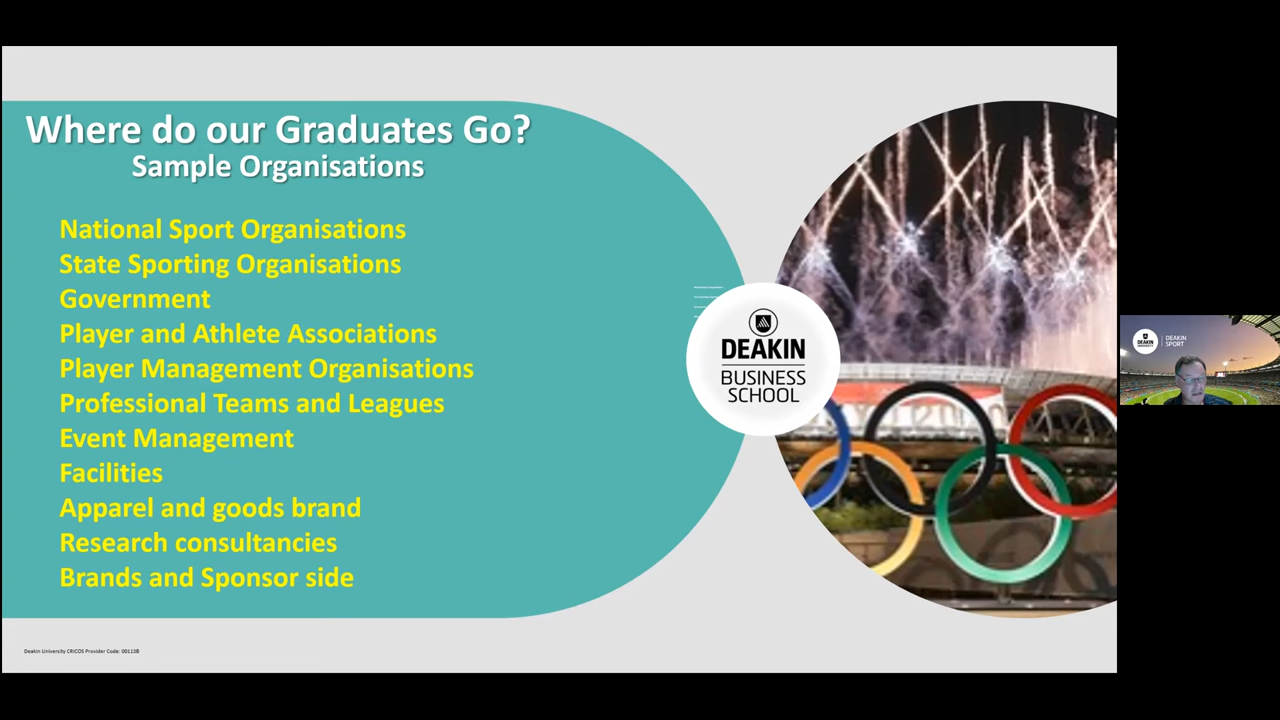 Where do our Graduates Go?
Sample Organisations
National Sport Organisations
State Sporting Organisations
Government
Player and Athlete Associations
Player Management Organisations
Professional Teams and Leagues
Event Management
Facilities
Apparel and goods brand
Research consultancies
Brands and Sponsor side
DEAKIN
BUSINESS
SCHOOL
DEAKIN
DEAKIN
SPORT
Deakin University CRICOS Provider Code: 00113B